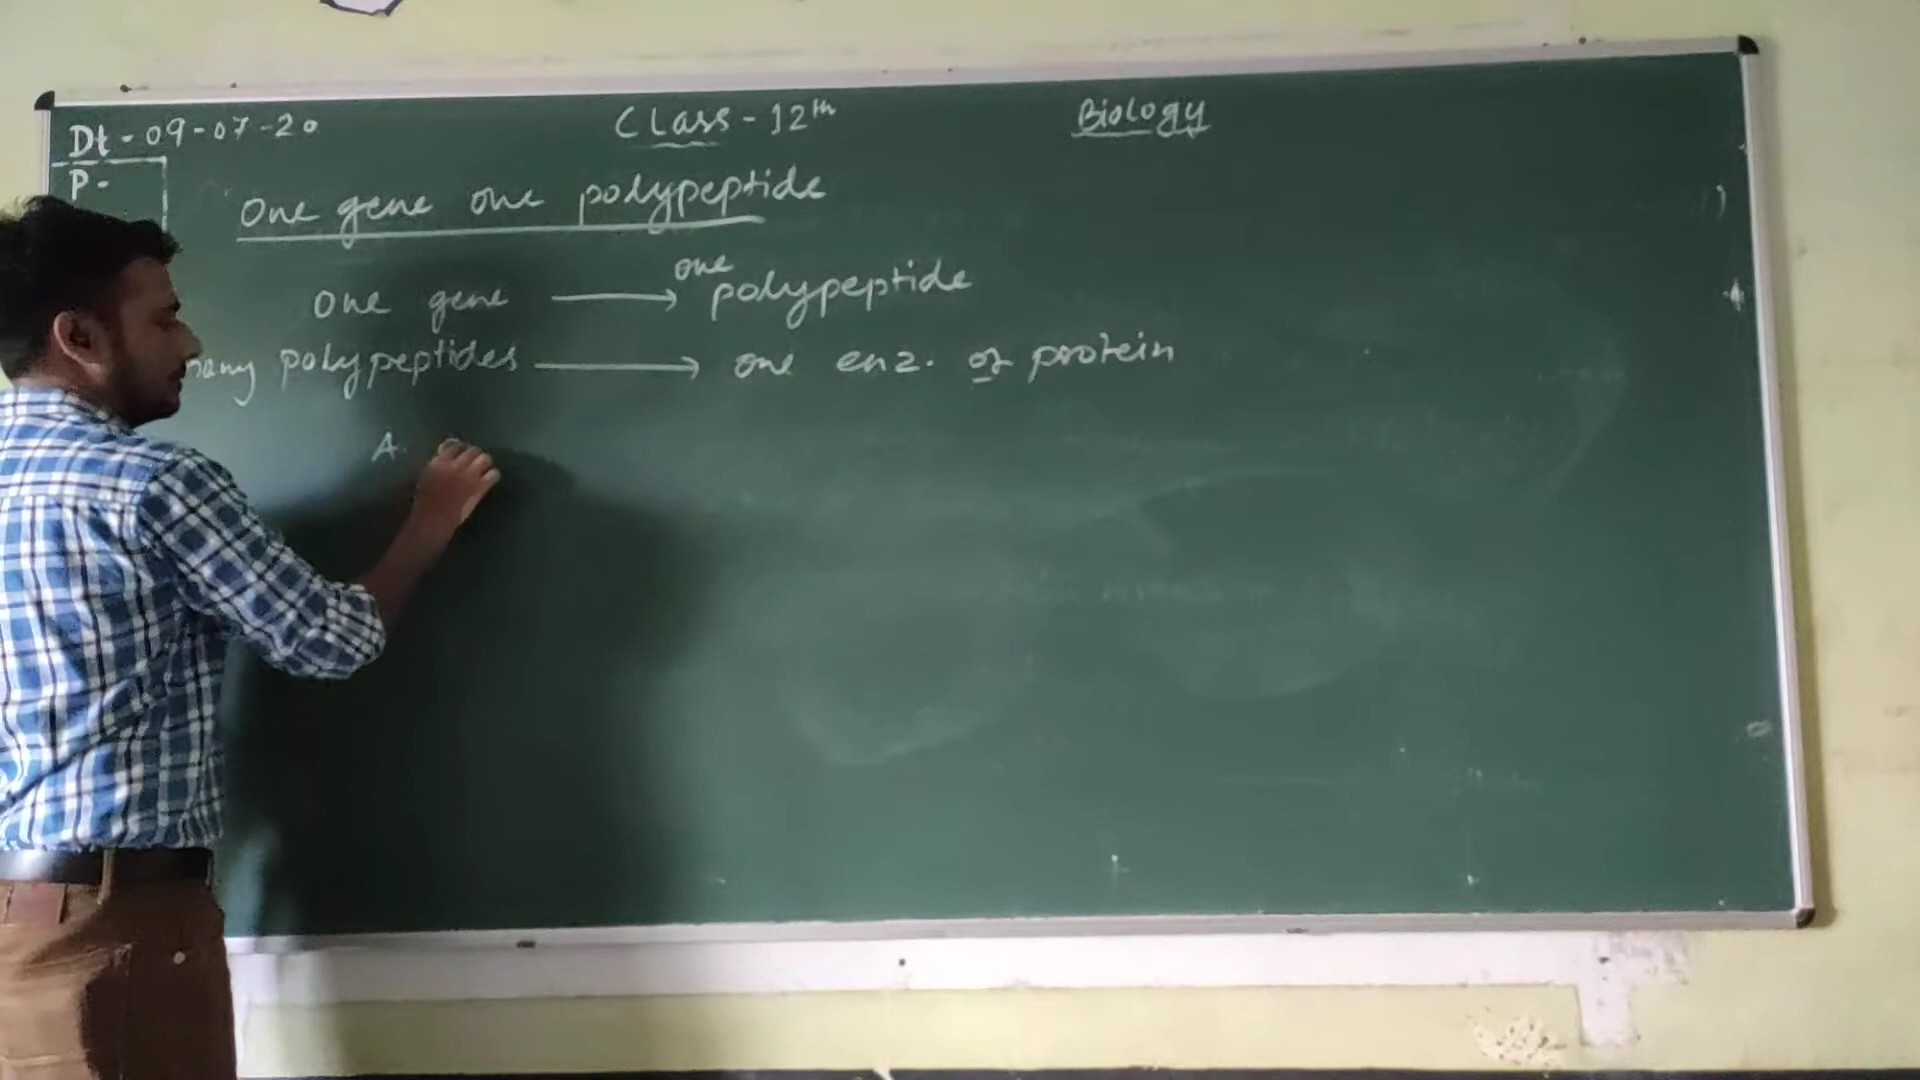 Dt - 09-07-20
Class - 12th
Biology
P-
One gene one polypeptide
One gene ⟶ one polypeptide
many polypeptides ⟶ one enz. or protein
A.